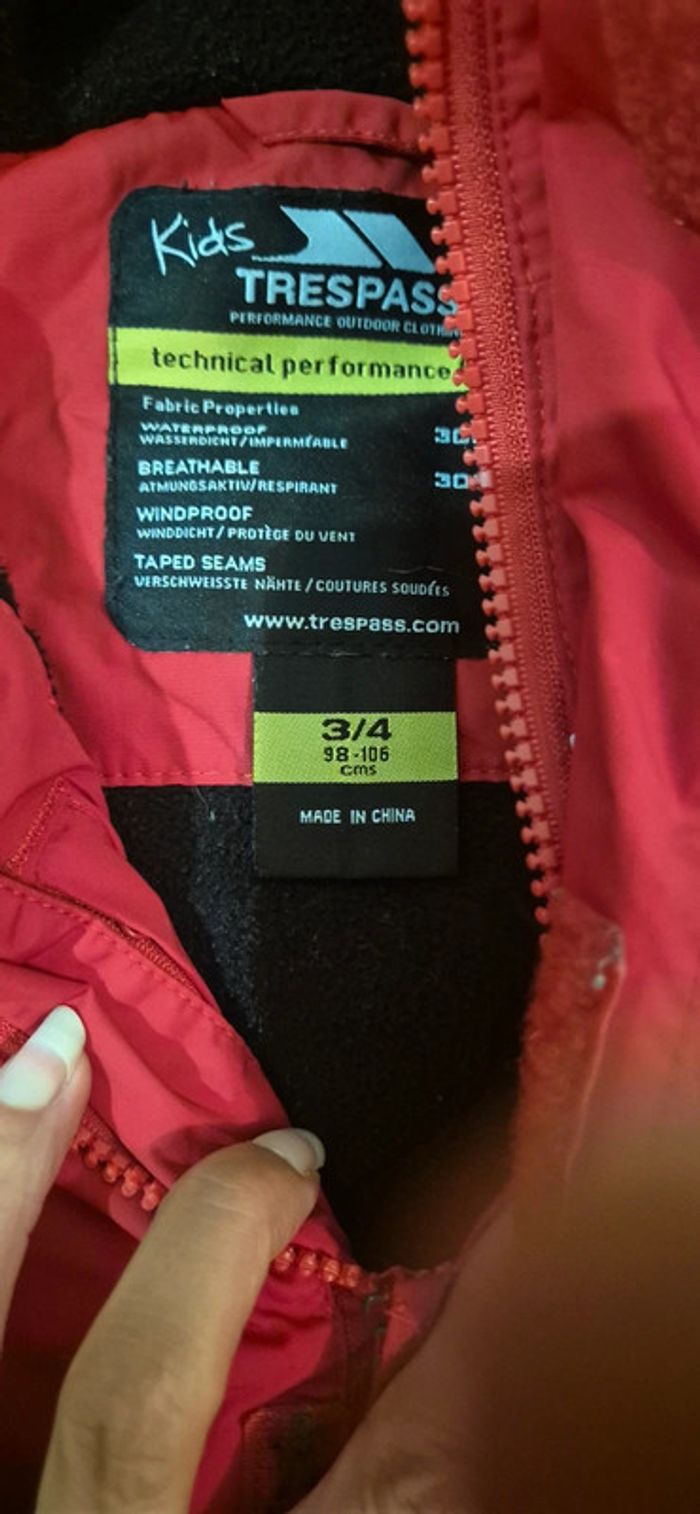 Kids
TRESPASS
PERFORMANCE OUTDOOR
technical performance
Fabric Properties
WATERPROOF
WASSERDICHT/IMPERMÉABLE
BREATHABLE
ATMUNGSAKTIV/RESPIRANT
WINDPROOF
WINDDICHT/PROTÈGE DU VENT
TAPED SEAMS
VERSCHWEISSTE NÄHTE/COUTURES SOUDÉES
www.trespass.com
3/4
98-106
cms
MADE IN CHINA